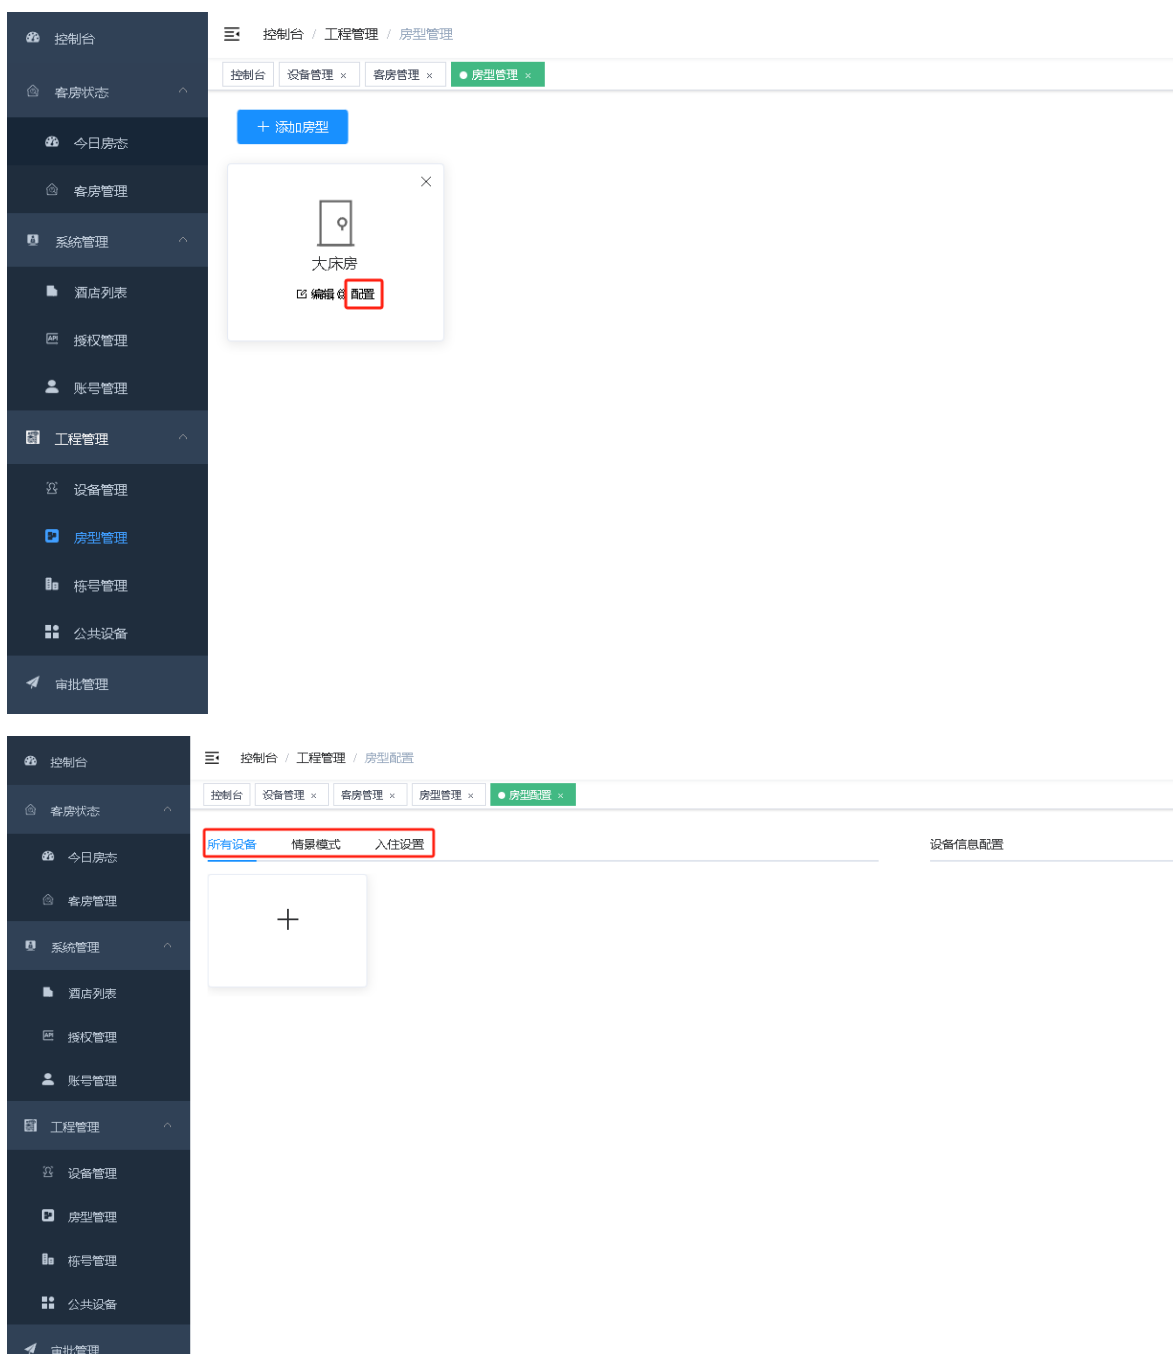 控制台
客房状态
今日房态
客房管理
系统管理
酒店列表
授权管理
账号管理
工程管理
设备管理
房型管理
栋号管理
公共设备
审批管理
控制台 / 工程管理 / 房型管理
控制台 设备管理 × 客房管理 × 房型管理 ×
+ 添加房型
大床房
编辑 配置
控制台
客房状态
今日房态
客房管理
系统管理
酒店列表
授权管理
账号管理
工程管理
设备管理
房型管理
栋号管理
公共设备
审批管理
控制台 / 工程管理 / 房型配置
控制台 设备管理 × 客房管理 × 房型管理 × 房型配置 ×
所有设备 情景模式 入住设置
设备信息配置